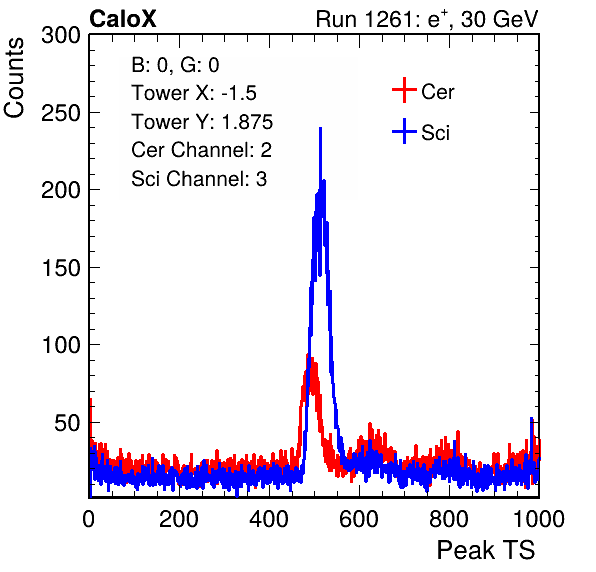 CaloX Run 1261: e⁺, 30 GeV
B: 0, G: 0
Tower X: -1.5
Tower Y: 1.875
Cer Channel: 2
Sci Channel: 3
Cer
Sci
Counts
300
250
200
150
100
50
0 200 400 600 800 1000
Peak TS